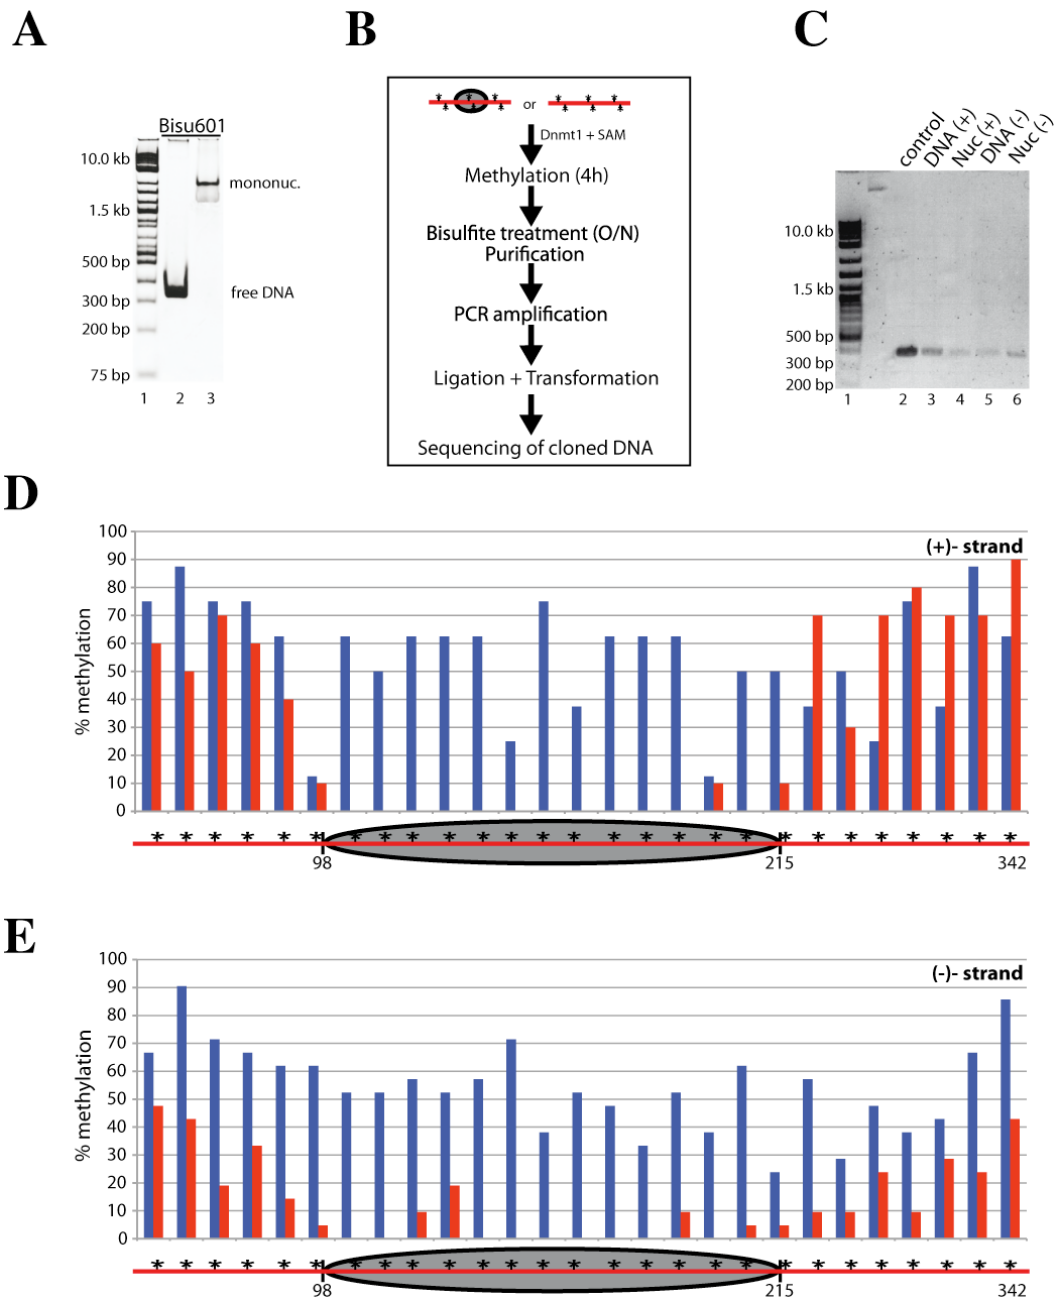 A
Bisu601
10.0 kb
mononuc.
1.5 kb
500 bp
free DNA
300 bp
200 bp
75 bp
1 2 3
B
or
Dnmt1 + SAM
Methylation (4h)
Bisulfite treatment (O/N)
Purification
PCR amplification
Ligation + Transformation
Sequencing of cloned DNA
C
control
DNA (+)
Nuc (+)
DNA (-)
Nuc (-)
10.0 kb
1.5 kb
500 bp
300 bp
200 bp
1 2 3 4 5 6
D
(+)- strand
% methylation
100
90
80
70
60
50
40
30
20
10
0
* * * * * * * * * * * * * * * * * * * * * * * * * * *
98 215 342
E
(-)- strand
% methylation
100
90
80
70
60
50
40
30
20
10
0
* * * * * * * * * * * * * * * * * * * * * * * * * * *
98 215 342